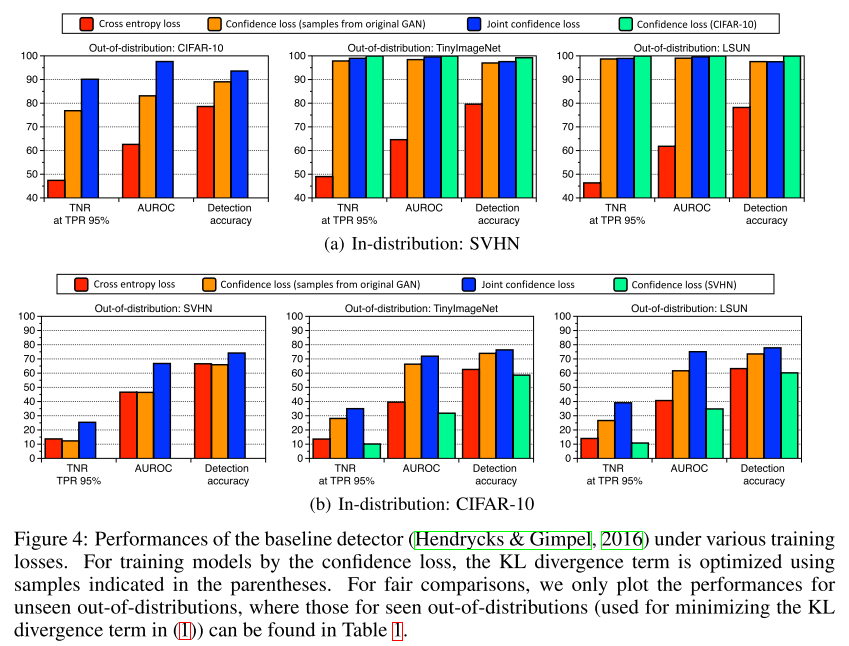 Cross entropy loss Confidence loss (samples from original GAN) Joint confidence loss Confidence loss (CIFAR-10)
Out-of-distribution: CIFAR-10 Out-of-distribution: TinyImageNet Out-of-distribution: LSUN
100 100 100
90 90 90
80 80 80
70 70 70
60 60 60
50 50 50
40 40 40
TNR AUROC Detection TNR AUROC Detection TNR AUROC Detection
at TPR 95% accuracy at TPR 95% accuracy at TPR 95% accuracy
(a) In-distribution: SVHN
Cross entropy loss Confidence loss (samples from original GAN) Joint confidence loss Confidence loss (SVHN)
Out-of-distribution: SVHN Out-of-distribution: TinyImageNet Out-of-distribution: LSUN
100 100 100
90 90 90
80 80 80
70 70 70
60 60 60
50 50 50
40 40 40
30 30 30
20 20 20
10 10 10
0 0 0
TNR AUROC Detection TNR AUROC Detection TNR AUROC Detection
TPR 95% accuracy at TPR 95% accuracy at TPR 95% accuracy
(b) In-distribution: CIFAR-10
Figure 4: Performances of the baseline detector (Hendrycks & Gimpel, 2016) under various training
losses. For training models by the confidence loss, the KL divergence term is optimized using
samples indicated in the parentheses. For fair comparisons, we only plot the performances for
unseen out-of-distributions, where those for seen out-of-distributions (used for minimizing the KL
divergence term in (1)) can be found in Table 1.